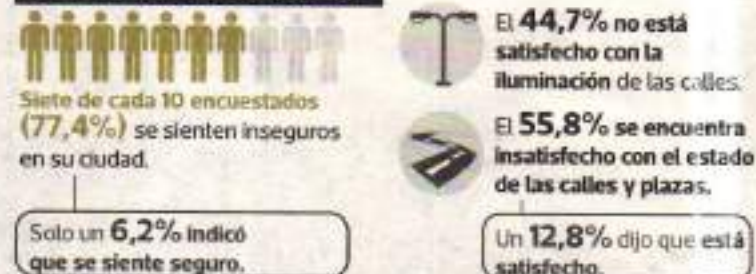 Siete de cada 10 encuestados
(77,4%) se sienten inseguros
en su ciudad.
Solo un 6,2% indicó
que se siente seguro.
El 44,7% no está
satisfecho con la
iluminación de las calles.
El 55,8% se encuentra
insatisfecho con el estado
de las calles y plazas.
Un 12,8% dijo que está
satisfecho.